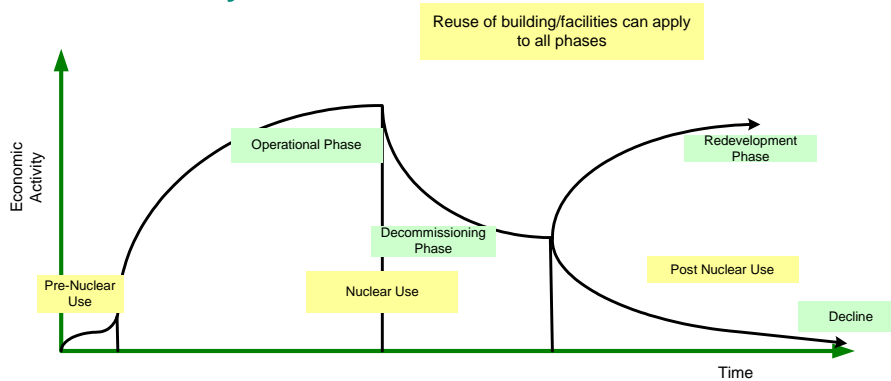 Reuse of building/facilities can apply
to all phases
Economic
Activity
Operational Phase
Redevelopment
Phase
Decommissioning
Phase
Pre-Nuclear
Use
Nuclear Use
Post Nuclear Use
Decline
Time